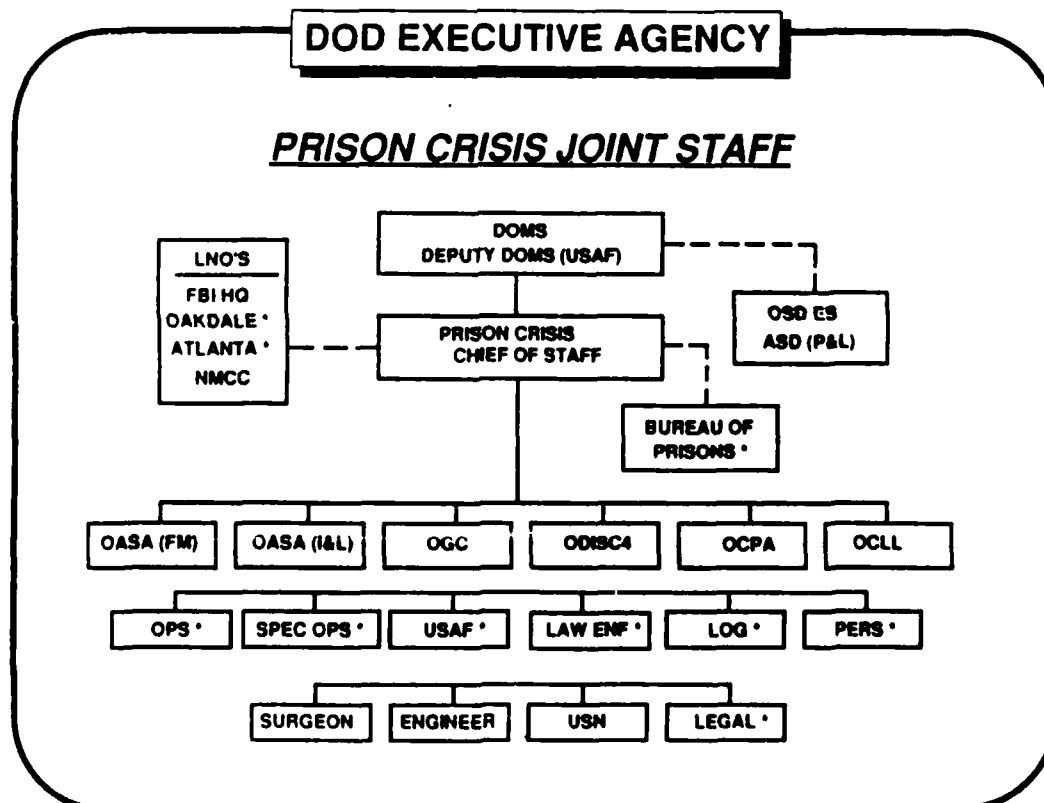 DOD EXECUTIVE AGENCY
PRISON CRISIS JOINT STAFF
DOMS
DEPUTY DOMS (USAF)
LNO'S
FBI HQ
OAKDALE *
ATLANTA *
NMCC
OSD ES
ASD (P&L)
PRISON CRISIS
CHIEF OF STAFF
BUREAU OF
PRISONS *
OASA (FM)
OASA (I&L)
OGC
ODISC4
OCPA
OCLL
OPS *
SPEC OPS *
USAF *
LAW ENF *
LOG *
PERS *
SURGEON
ENGINEER
USN
LEGAL *